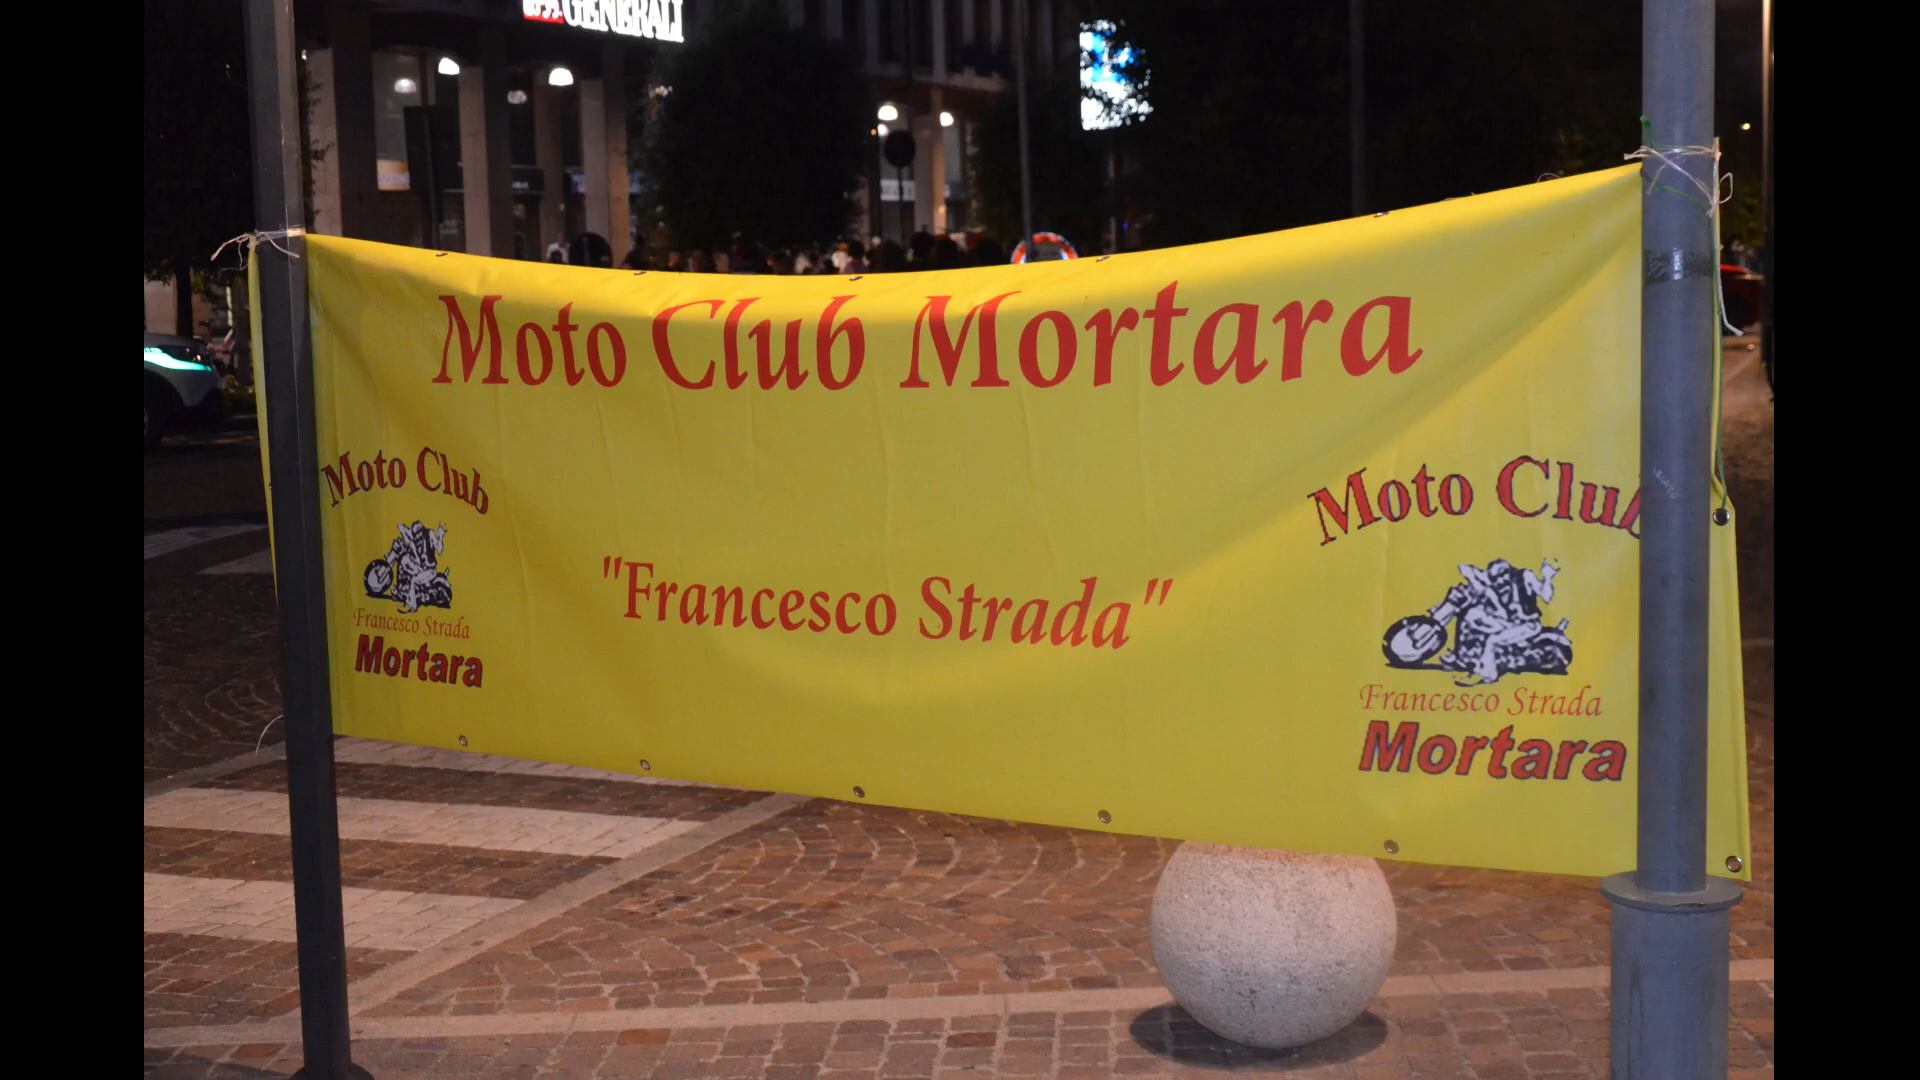 GENERALI
Moto Club Mortara
Moto Club
Francesco Strada
Mortara
"Francesco Strada"
Moto Club
Francesco Strada
Mortara